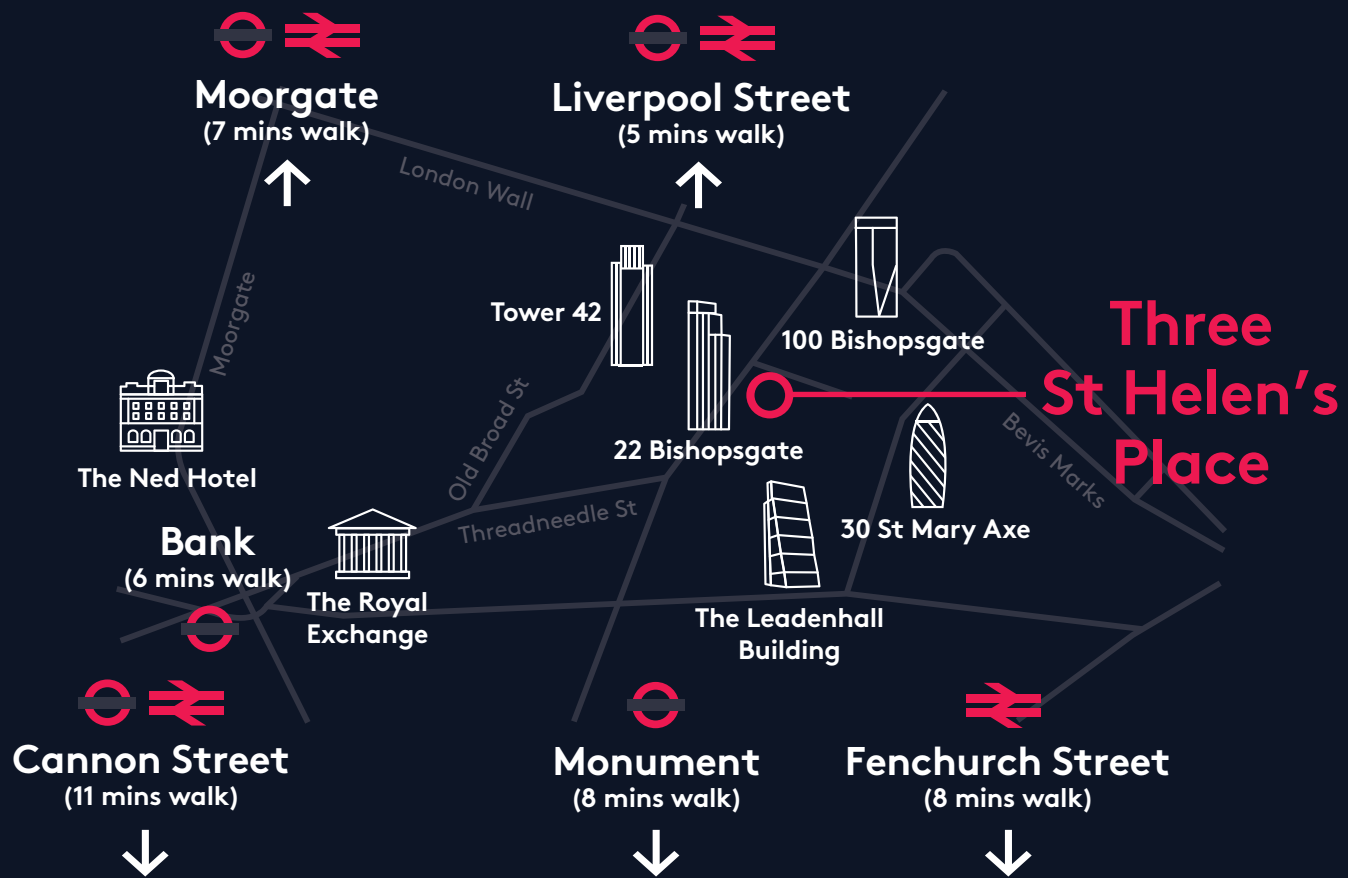 Moorgate
(7 mins walk)
Liverpool Street
(5 mins walk)
London Wall
Moorgate
Tower 42
100 Bishopsgate
Three
St Helen's
Place
Old Broad St
22 Bishopsgate
Bevis Marks
The Ned Hotel
Threadneedle St
30 St Mary Axe
Bank
(6 mins walk)
The Royal
Exchange
The Leadenhall
Building
Cannon Street
(11 mins walk)
Monument
(8 mins walk)
Fenchurch Street
(8 mins walk)